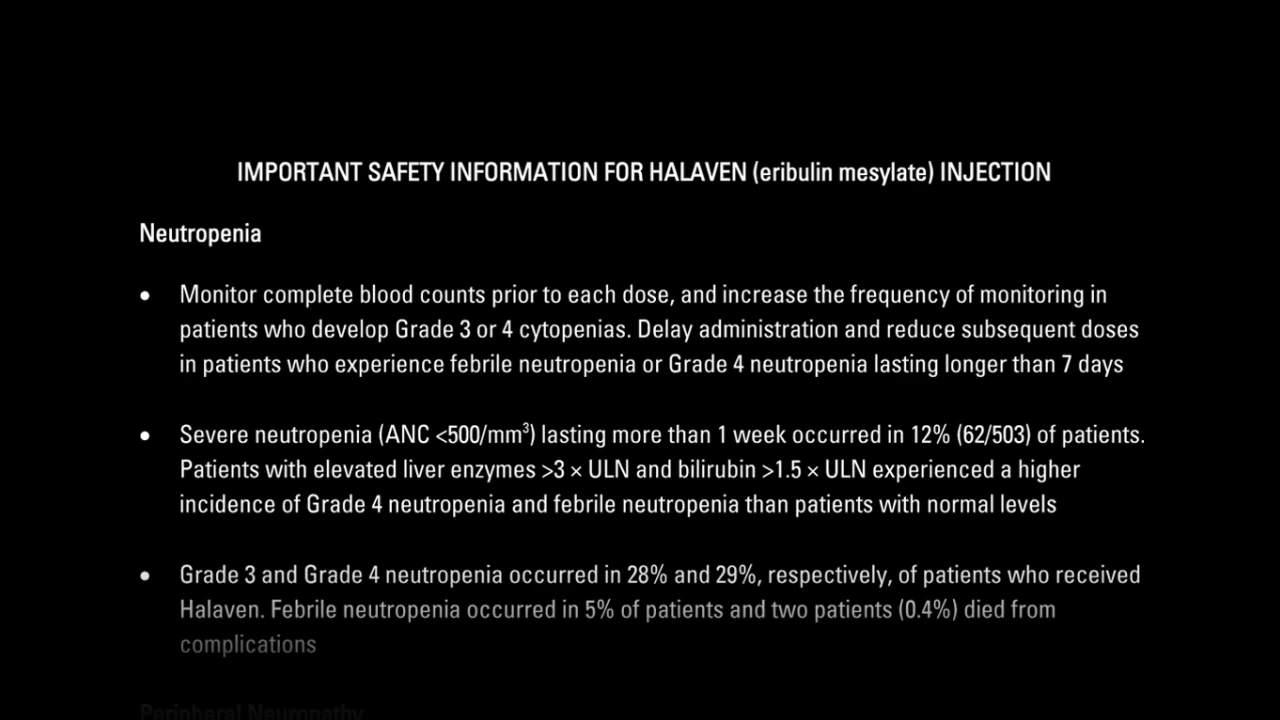 IMPORTANT SAFETY INFORMATION FOR HALAVEN (eribulin mesylate) INJECTION
Neutropenia
• Monitor complete blood counts prior to each dose, and increase the frequency of monitoring in
patients who develop Grade 3 or 4 cytopenias. Delay administration and reduce subsequent doses
in patients who experience febrile neutropenia or Grade 4 neutropenia lasting longer than 7 days
• Severe neutropenia (ANC <500/mm³) lasting more than 1 week occurred in 12% (62/503) of patients.
Patients with elevated liver enzymes >3 × ULN and bilirubin >1.5 × ULN experienced a higher
incidence of Grade 4 neutropenia and febrile neutropenia than patients with normal levels
• Grade 3 and Grade 4 neutropenia occurred in 28% and 29%, respectively, of patients who received
Halaven. Febrile neutropenia occurred in 5% of patients and two patients (0.4%) died from
complications
Peripheral Neuropathy